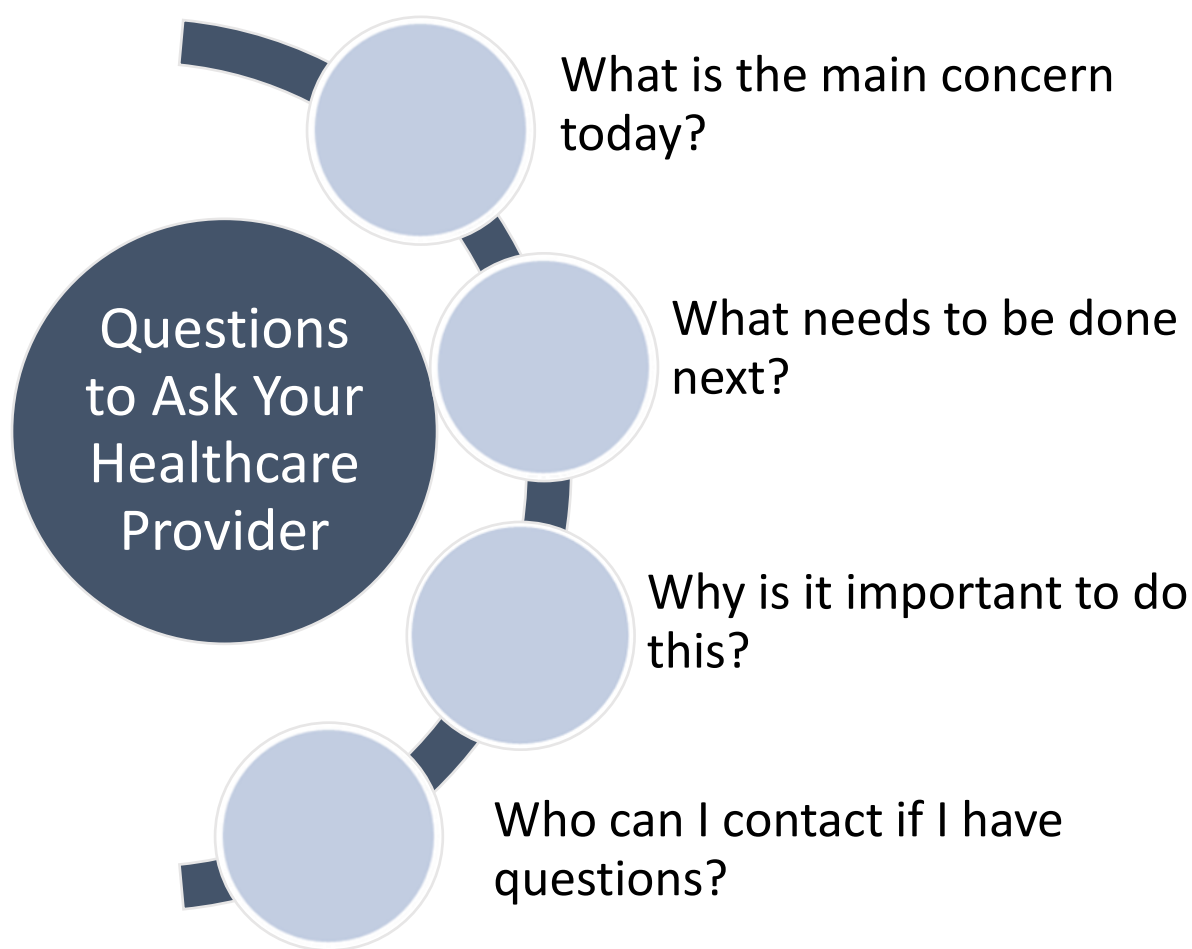 Questions
to Ask Your
Healthcare
Provider
What is the main concern
today?
What needs to be done
next?
Why is it important to do
this?
Who can I contact if I have
questions?